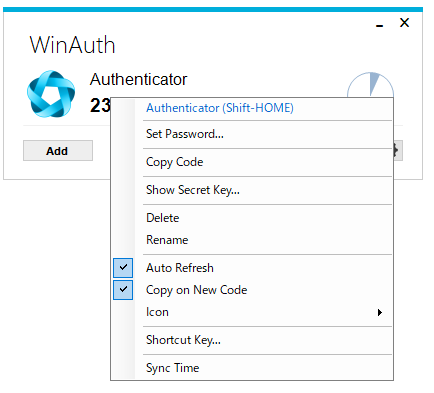 WinAuth
Authenticator
23
Authenticator (Shift-HOME)
Set Password...
Add
Copy Code
Show Secret Key...
Delete
Rename
Auto Refresh
Copy on New Code
Icon
Shortcut Key...
Sync Time